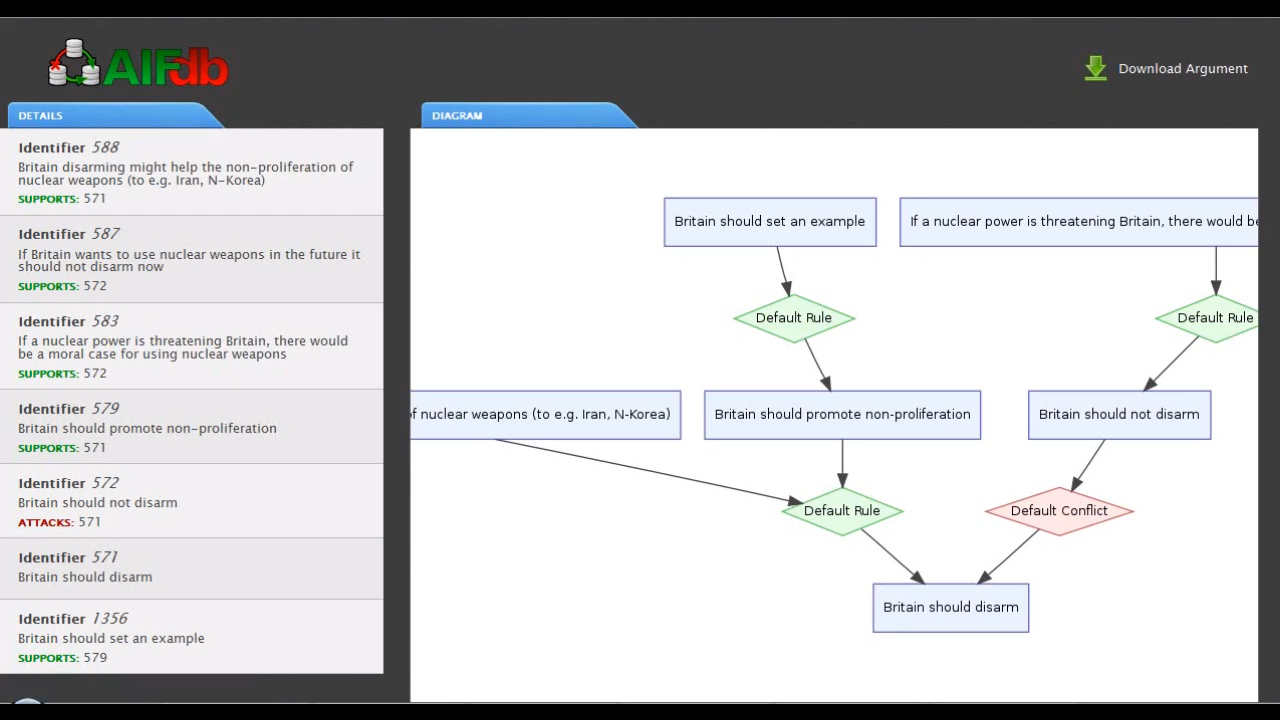 AIFdb
Download Argument
DETAILS
DIAGRAM
Identifier 588
Britain disarming might help the non-proliferation of
nuclear weapons (to e.g. Iran, N-Korea)
SUPPORTS: 571
Identifier 587
If Britain wants to use nuclear weapons in the future it
should not disarm now
SUPPORTS: 572
Identifier 583
If a nuclear power is threatening Britain, there would
be a moral case for using nuclear weapons
SUPPORTS: 572
Identifier 579
Britain should promote non-proliferation
SUPPORTS: 571
Identifier 572
Britain should not disarm
ATTACKS: 571
Identifier 571
Britain should disarm
Identifier 1356
Britain should set an example
SUPPORTS: 579
Britain should set an example
If a nuclear power is threatening Britain, there would be
Default Rule
Default Rule
of nuclear weapons (to e.g. Iran, N-Korea)
Britain should promote non-proliferation
Britain should not disarm
Default Rule
Default Conflict
Britain should disarm